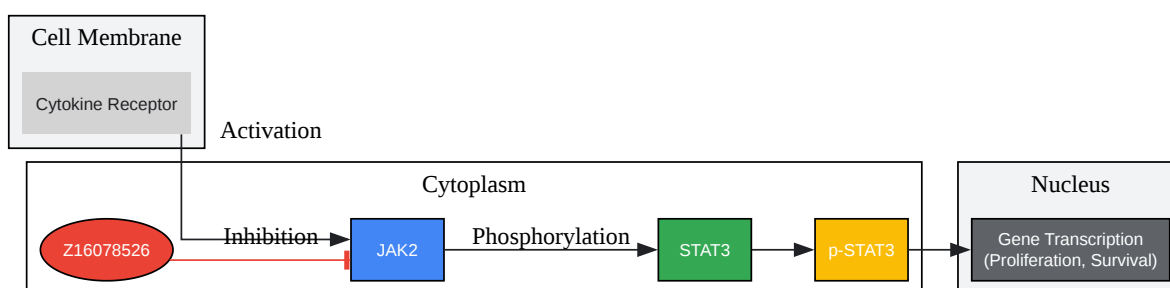 Cell Membrane
Cytokine Receptor
Activation
Cytoplasm
Nucleus
Z16078526
Inhibition
JAK2
Phosphorylation
STAT3
p-STAT3
Gene Transcription
(Proliferation, Survival)